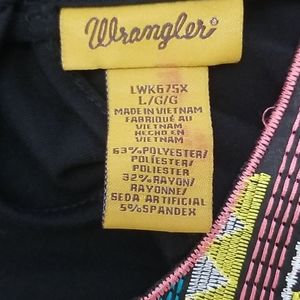 Wrangler®
LWK675X
L/G/G
MADE IN VIETNAM
FABRIQUÉ AU
VIETNAM
HECHO EN
VIETNAM
63%POLYESTER/
POLIÉSTER/
POLIESTER
32%RAYON/
RAYONNE/
SEDA ARTIFICIAL
5%SPANDEX